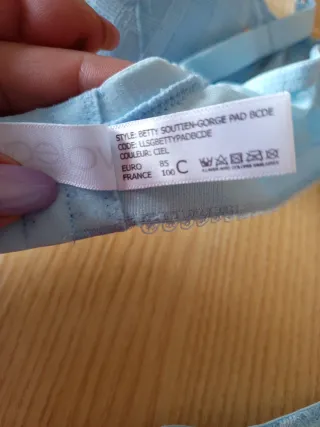 STYLE: BETTY SOUTIEN-GORGE PAD BCDE
CODE: LLSGBETTYPADBCDE
COULEUR: CIEL
EURO 85 C
FRANCE 100